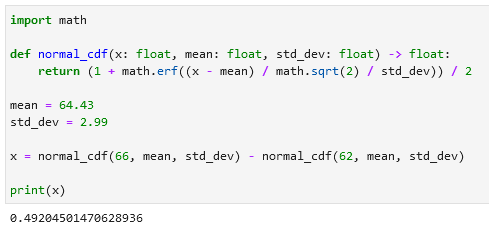 import math
def normal_cdf(x: float, mean: float, std_dev: float) -> float:
    return (1 + math.erf((x - mean) / math.sqrt(2) / std_dev)) / 2
mean = 64.43
std_dev = 2.99
x = normal_cdf(66, mean, std_dev) - normal_cdf(62, mean, std_dev)
print(x)
0.49204501470628936